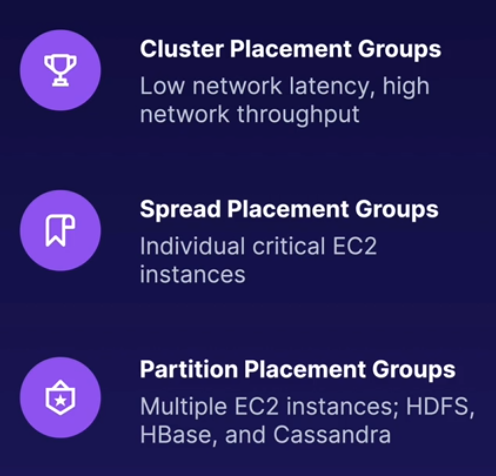 Cluster Placement Groups
Low network latency, high
network throughput
Spread Placement Groups
Individual critical EC2
instances
Partition Placement Groups
Multiple EC2 instances; HDFS,
HBase, and Cassandra